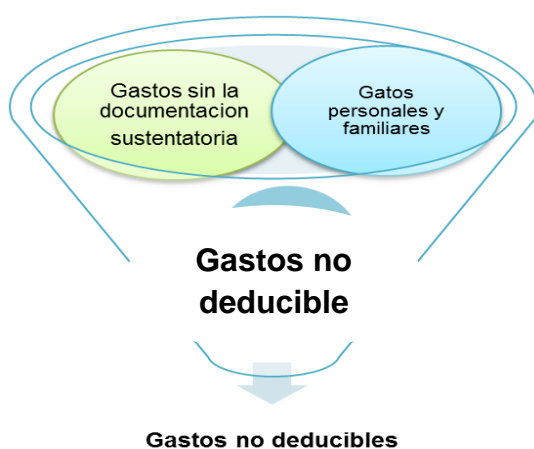 Gastos sin la
documentacion
sustentatoria
Gatos
personales y
familiares
Gastos no
deducible
Gastos no deducibles